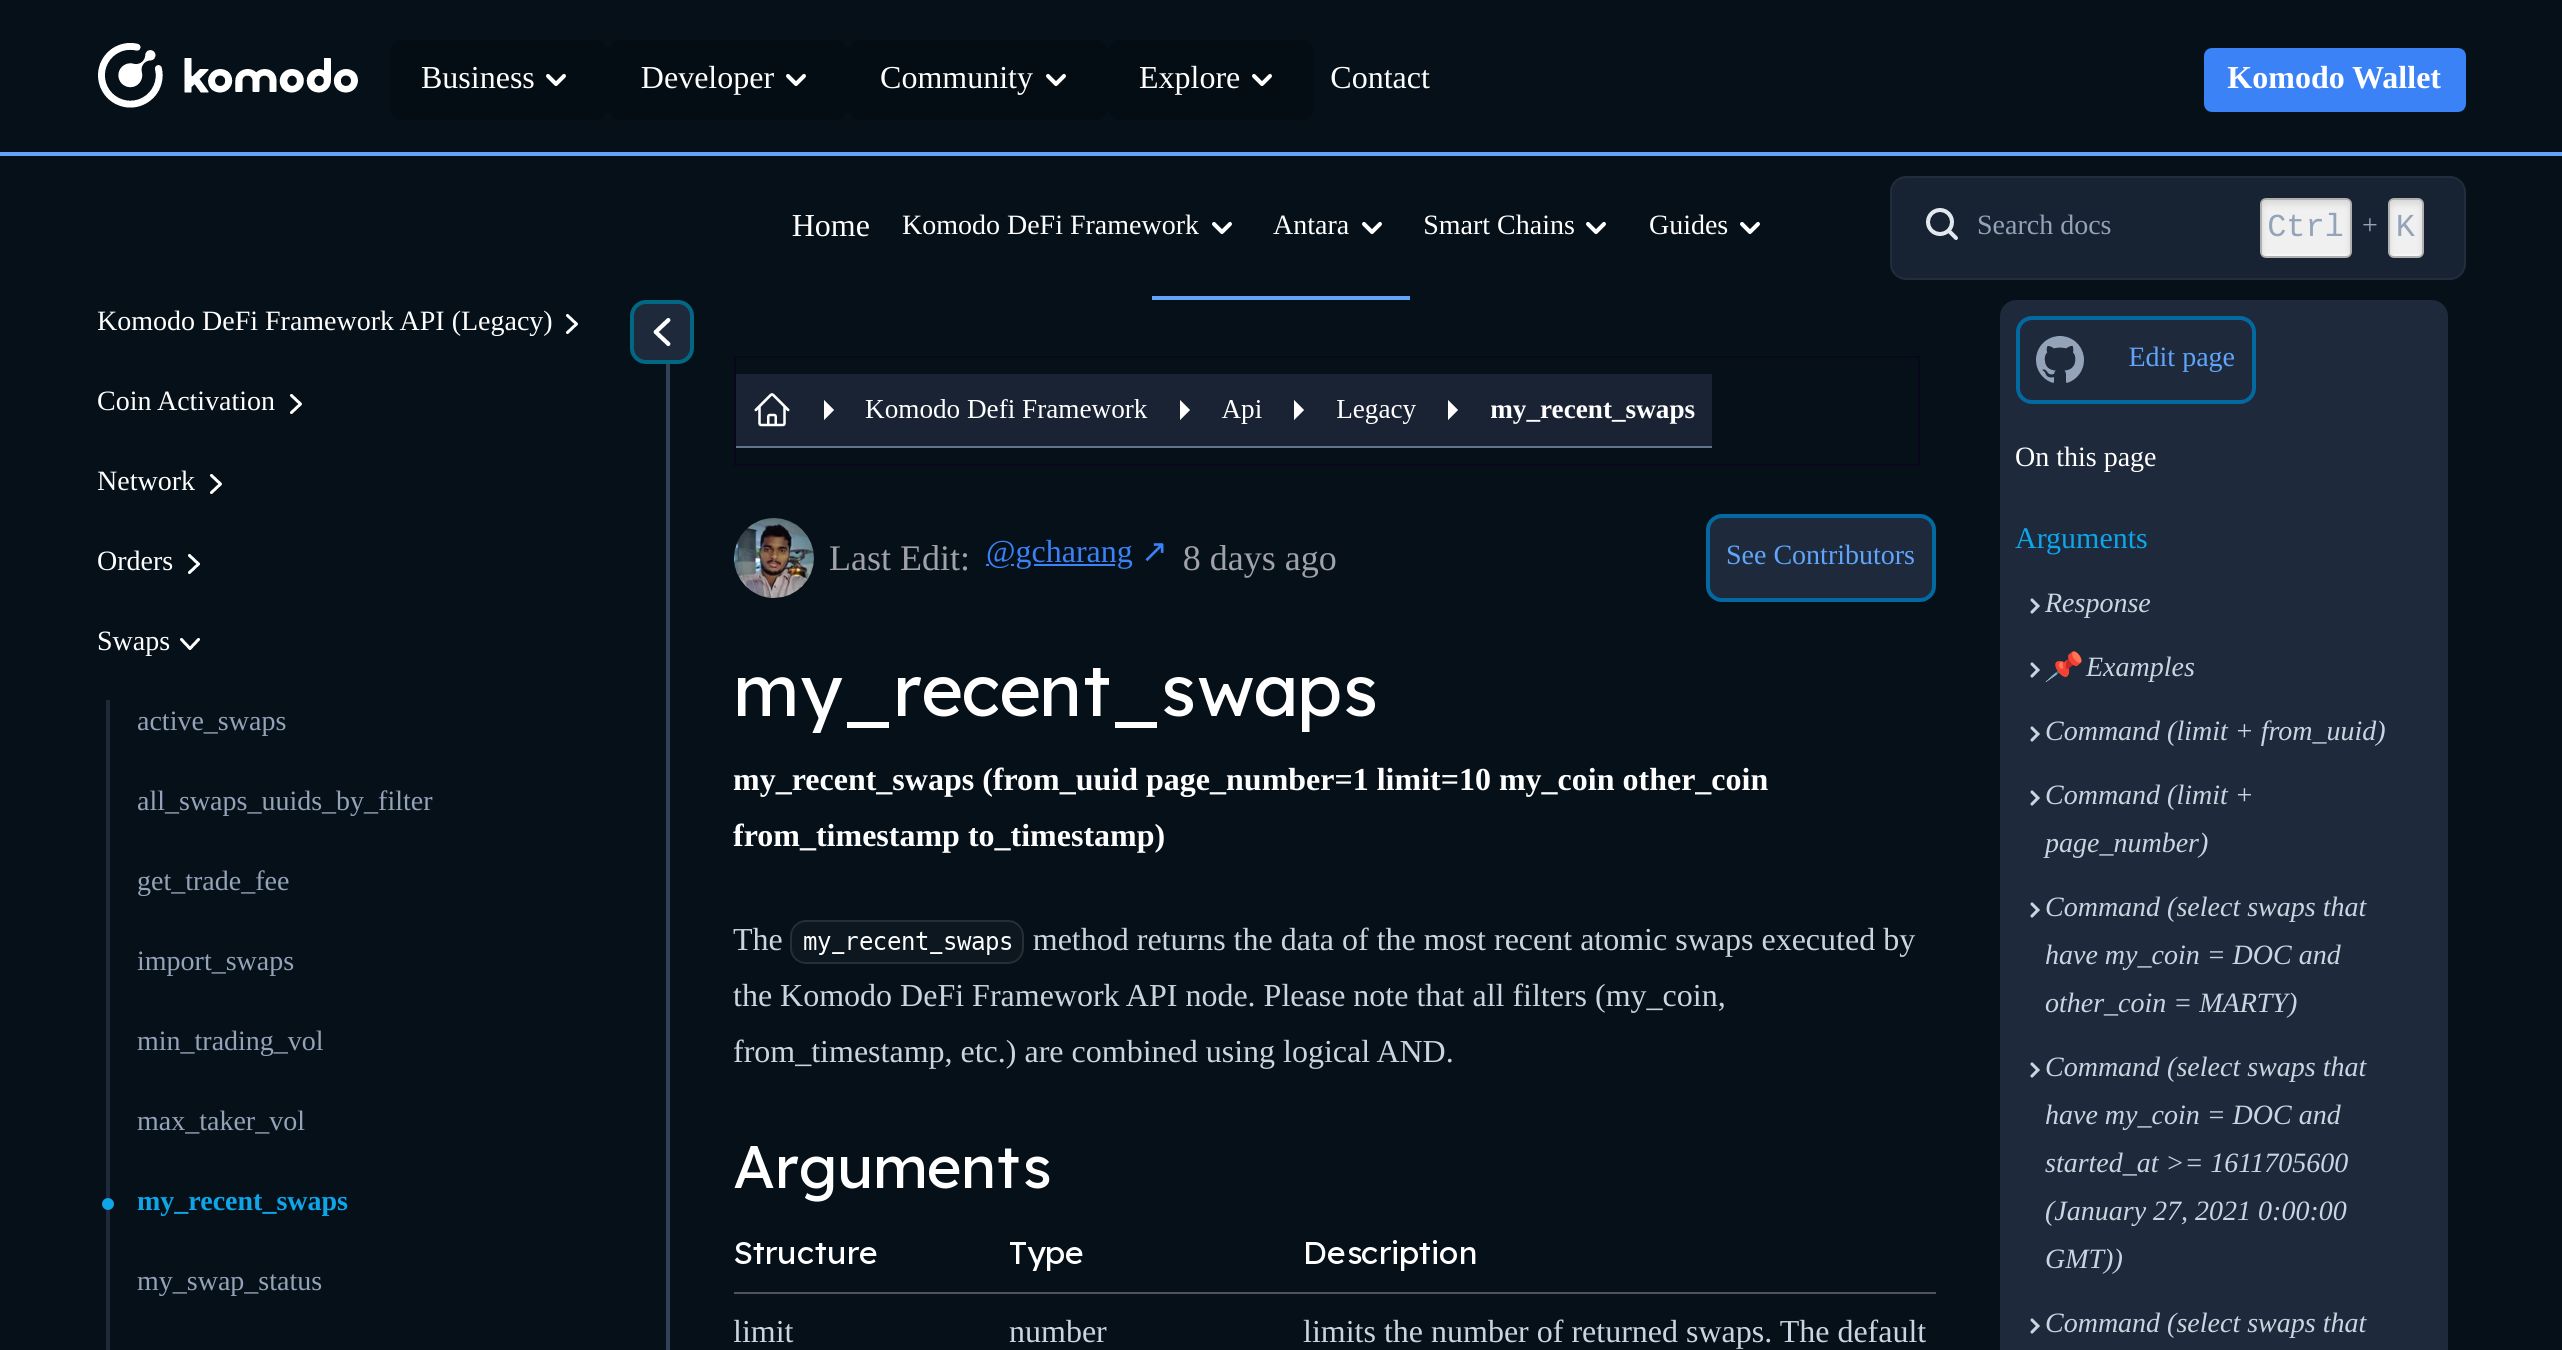 komodo
Business
Developer
Community
Explore
Contact
Komodo Wallet
Home
Komodo DeFi Framework
Antara
Smart Chains
Guides
Search docs
Ctrl + K
Komodo DeFi Framework API (Legacy)
Coin Activation
Network
Orders
Swaps
active_swaps
all_swaps_uuids_by_filter
get_trade_fee
import_swaps
min_trading_vol
max_taker_vol
my_recent_swaps
my_swap_status
Komodo Defi Framework
Api
Legacy
my_recent_swaps
Last Edit: @gcharang ↗ 8 days ago
See Contributors
my_recent_swaps
my_recent_swaps (from_uuid page_number=1 limit=10 my_coin other_coin
from_timestamp to_timestamp)
The my_recent_swaps method returns the data of the most recent atomic swaps executed by
the Komodo DeFi Framework API node. Please note that all filters (my_coin,
from_timestamp, etc.) are combined using logical AND.
Arguments
Structure Type Description
limit number limits the number of returned swaps. The default
Edit page
On this page
Arguments
Response
📌 Examples
Command (limit + from_uuid)
Command (limit +
page_number)
Command (select swaps that
have my_coin = DOC and
other_coin = MARTY)
Command (select swaps that
have my_coin = DOC and
started_at >= 1611705600
(January 27, 2021 0:00:00
GMT))
Command (select swaps that